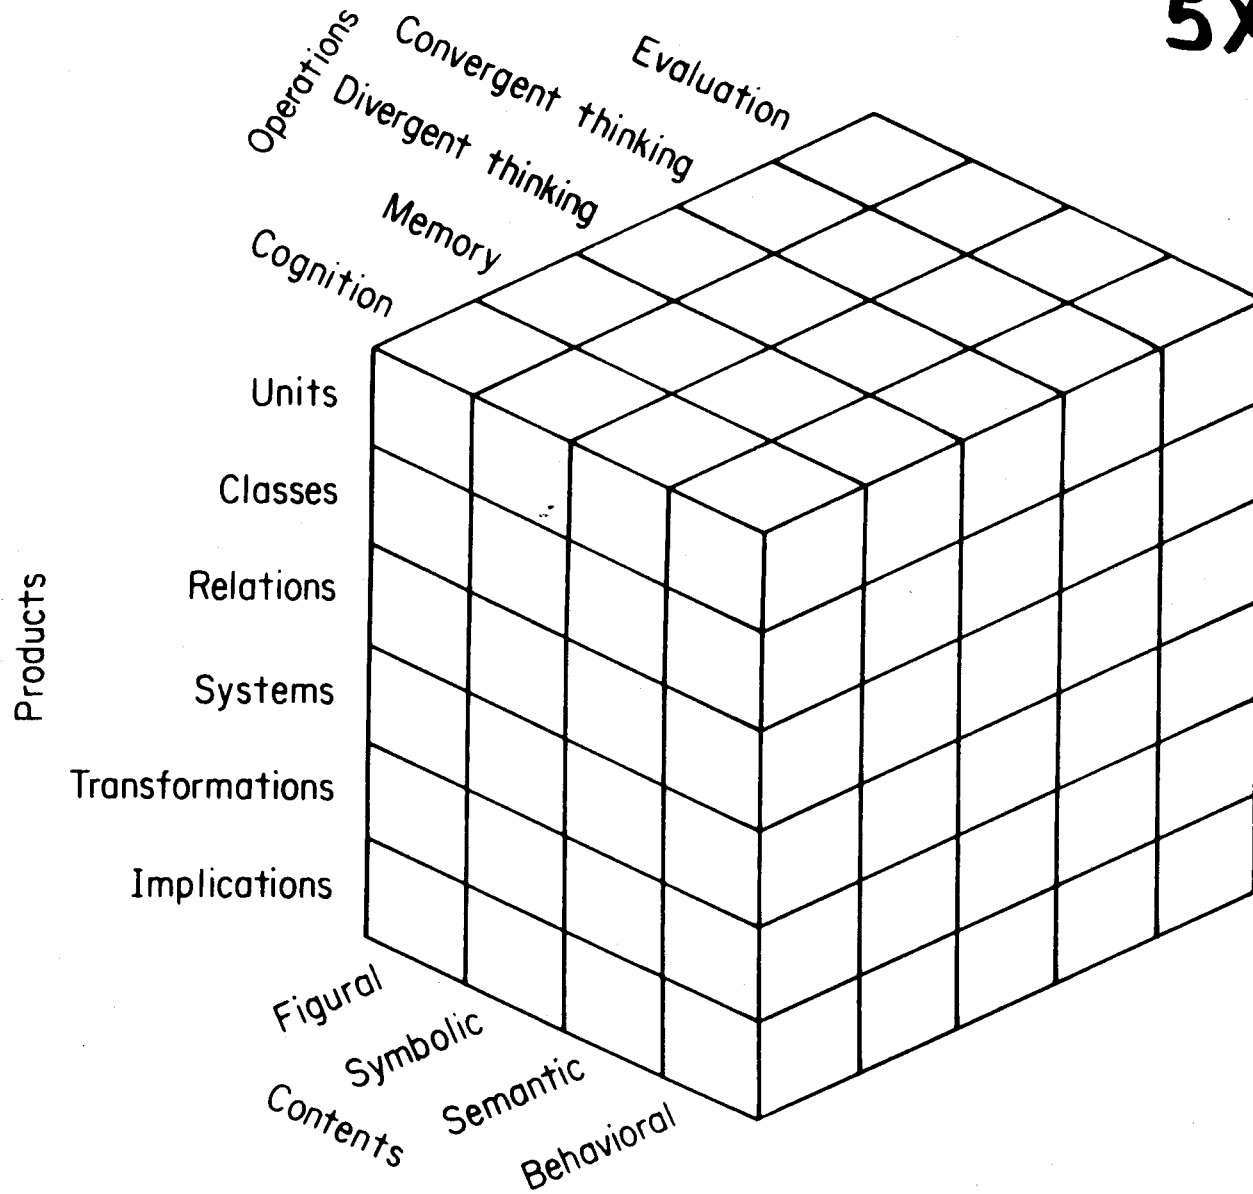 5X
Operations
Convergent thinking
Evaluation
Divergent thinking
Memory
Cognition
Units
Classes
Relations
Products
Systems
Transformations
Implications
Figural
Symbolic
Contents
Semantic
Behavioral